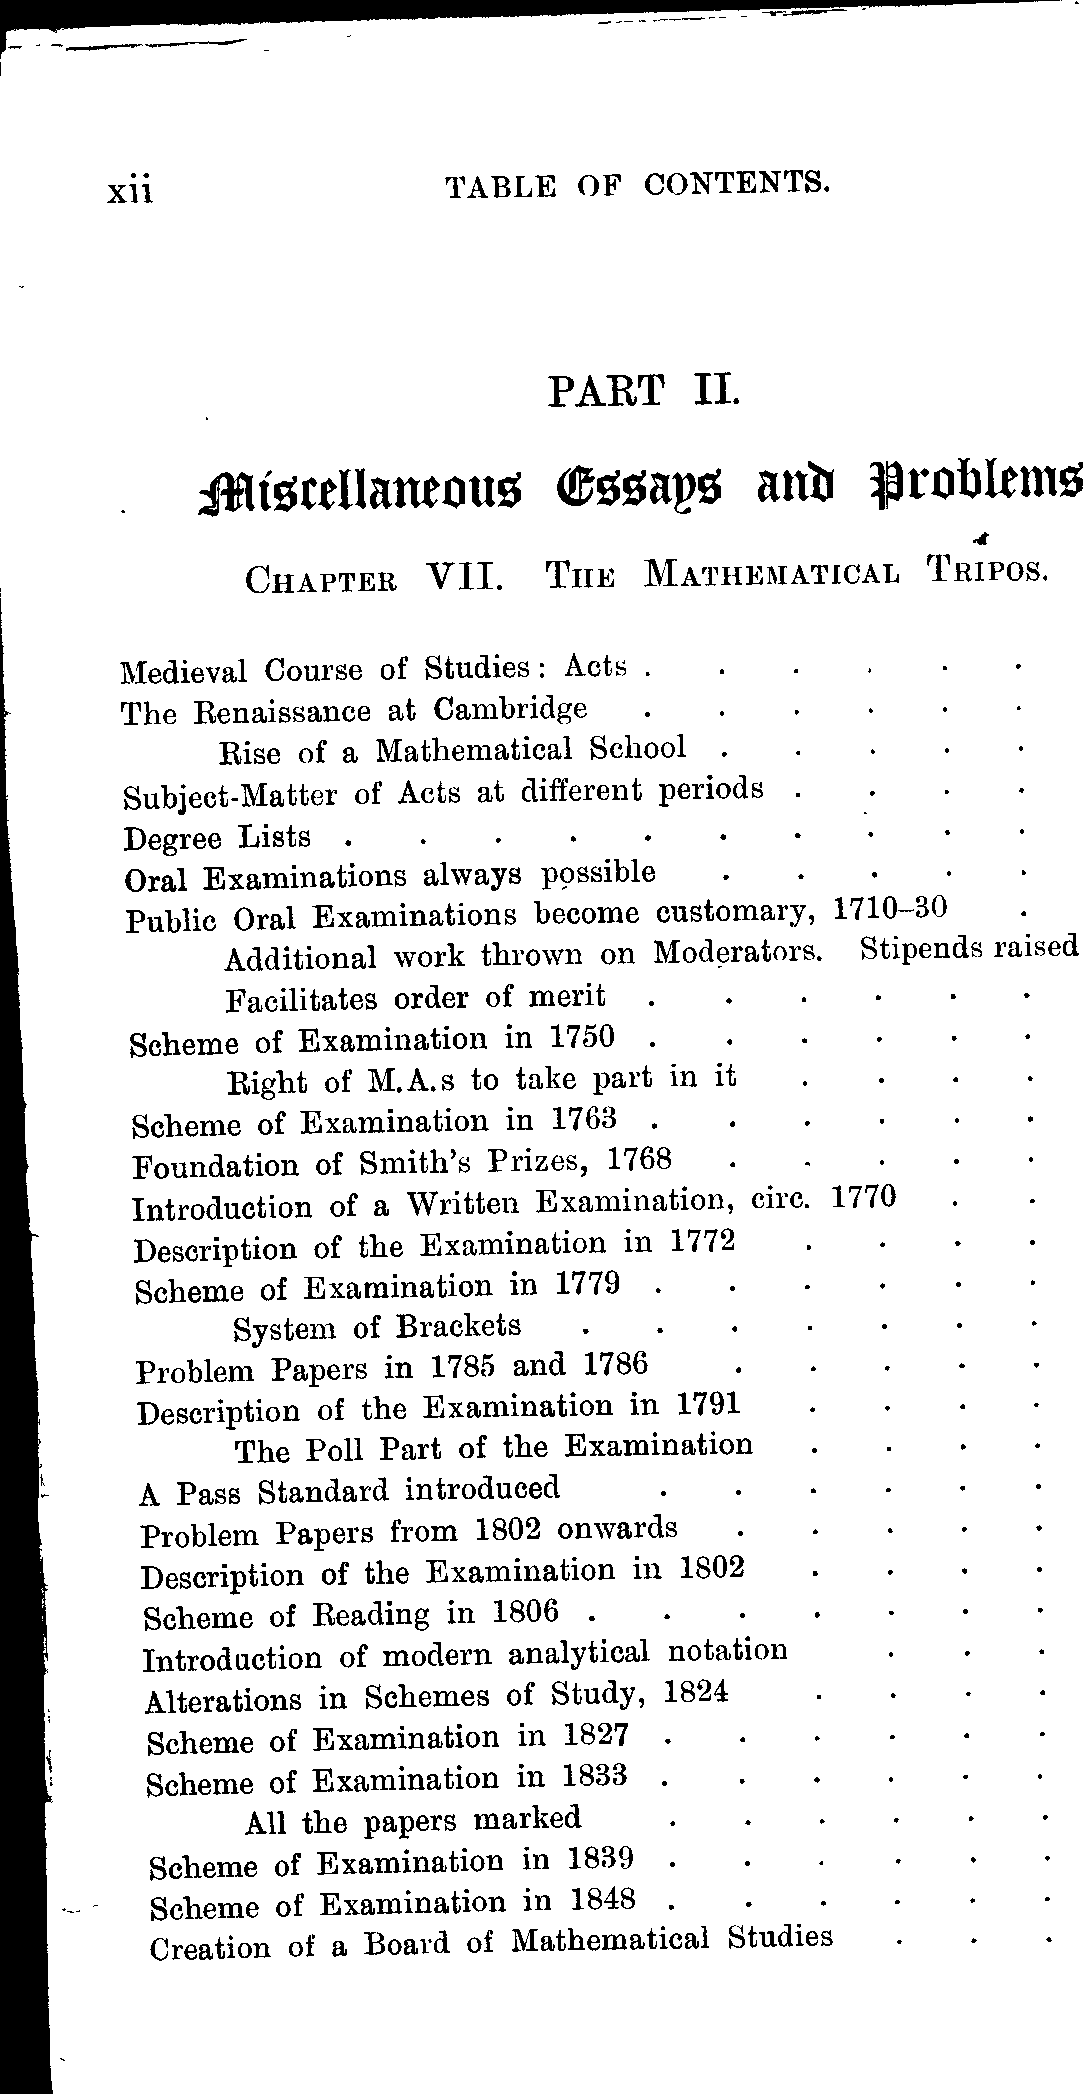 xii TABLE OF CONTENTS.
PART II.
Miscellaneous Essays and Problems
CHAPTER VII. THE MATHEMATICAL TRIPOS.
Medieval Course of Studies: Acts . . . . . .
The Renaissance at Cambridge . . . . . .
Rise of a Mathematical School . . . . .
Subject-Matter of Acts at different periods . . . .
Degree Lists . . . . . . . . . .
Oral Examinations always possible . . . . .
Public Oral Examinations become customary, 1710–30 .
Additional work thrown on Moderators. Stipends raised
Facilitates order of merit . . . . . .
Scheme of Examination in 1750 . . . . . .
Right of M.A.s to take part in it . . . .
Scheme of Examination in 1763 . . . . . .
Foundation of Smith's Prizes, 1768 . . . . .
Introduction of a Written Examination, circ. 1770 . .
Description of the Examination in 1772 . . . .
Scheme of Examination in 1779 . . . . . .
System of Brackets . . . . . . .
Problem Papers in 1785 and 1786 . . . . .
Description of the Examination in 1791 . . . .
The Poll Part of the Examination . . . .
A Pass Standard introduced . . . . . .
Problem Papers from 1802 onwards . . . . .
Description of the Examination in 1802 . . . .
Scheme of Reading in 1806 . . . . . . .
Introduction of modern analytical notation . . .
Alterations in Schemes of Study, 1824 . . . .
Scheme of Examination in 1827 . . . . . .
Scheme of Examination in 1833 . . . . . .
All the papers marked . . . . . .
Scheme of Examination in 1839 . . . . . .
Scheme of Examination in 1848 . . . . . .
Creation of a Board of Mathematical Studies . . .